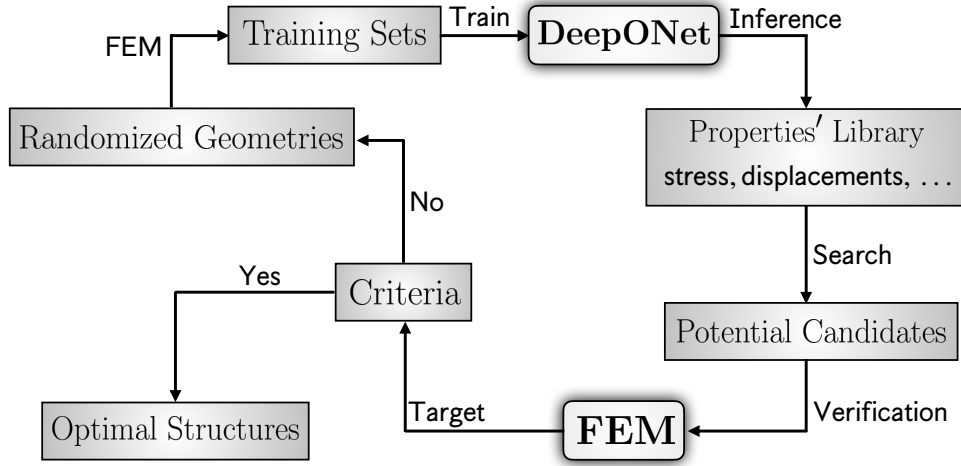 FEM
Training Sets
Train
DeepONet
Inference
Randomized Geometries
Properties′ Library
stress, displacements, …
No
Search
Yes
Criteria
Potential Candidates
Optimal Structures
Target
FEM
Verification